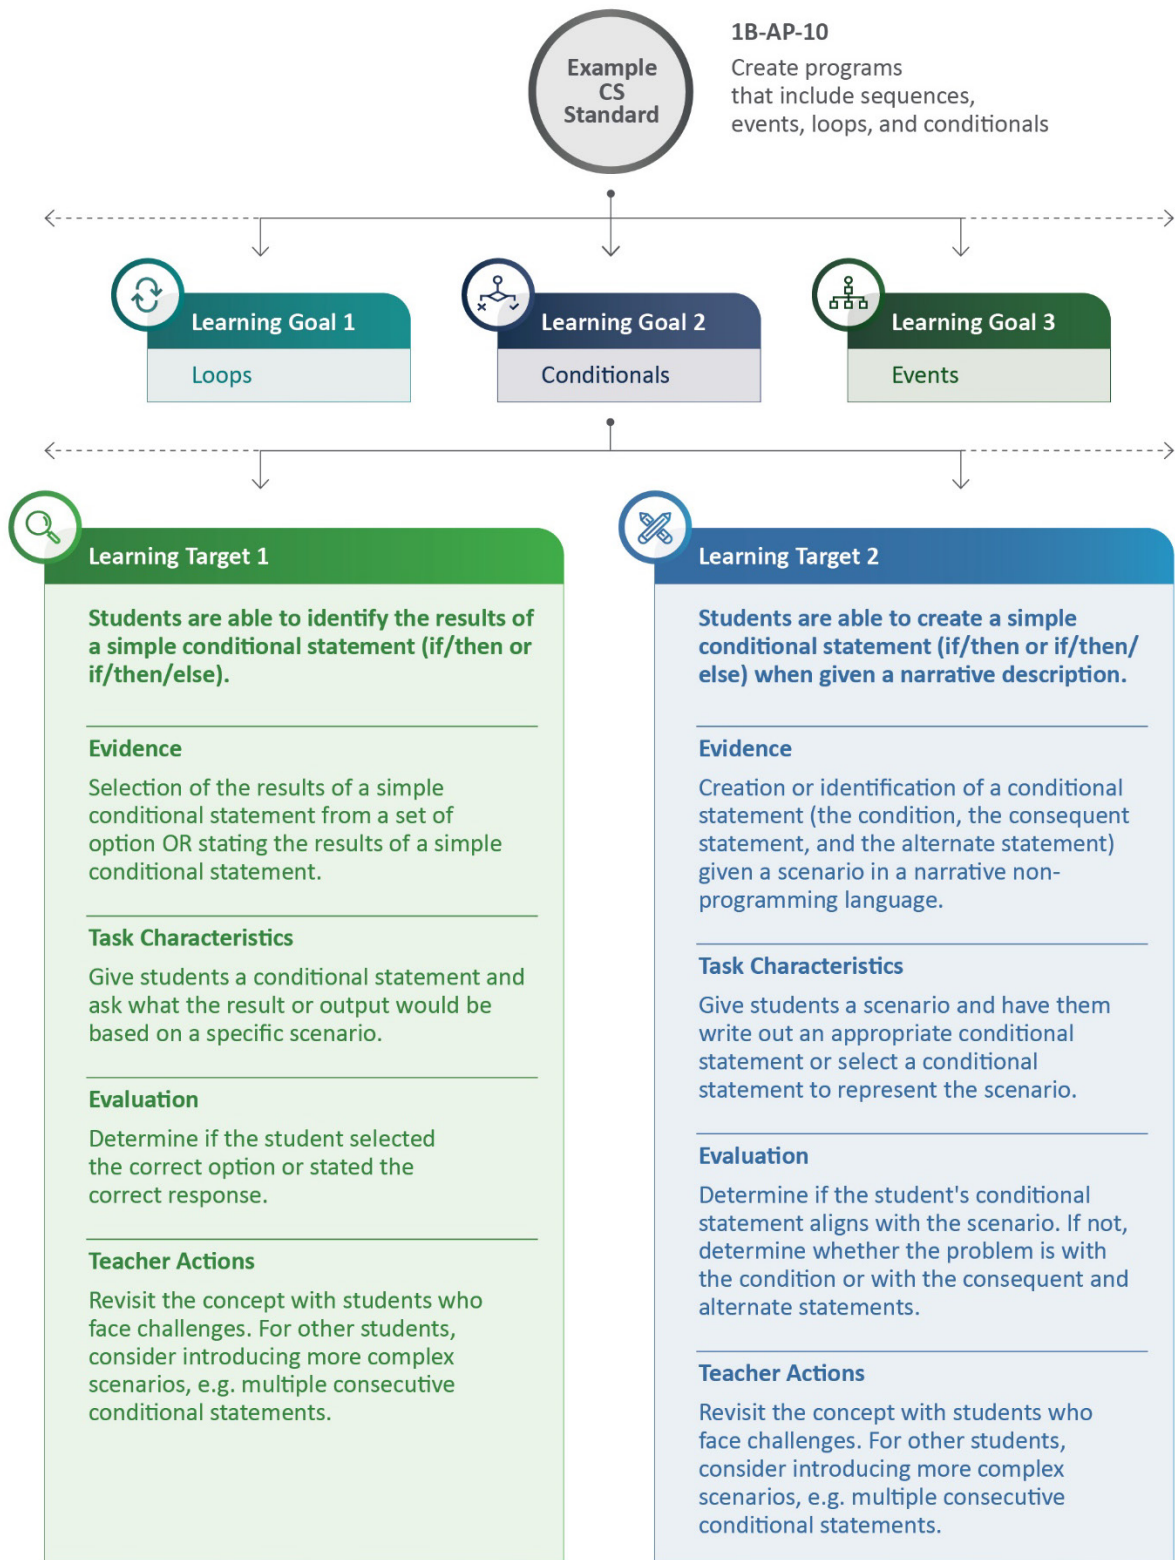 Example
CS
Standard
1B-AP-10
Create programs
that include sequences,
events, loops, and conditionals
Learning Goal 1
Loops
Learning Goal 2
Conditionals
Learning Goal 3
Events
Learning Target 1
Students are able to identify the results of
a simple conditional statement (if/then or
if/then/else).
Evidence
Selection of the results of a simple
conditional statement from a set of
option OR stating the results of a simple
conditional statement.
Task Characteristics
Give students a conditional statement and
ask what the result or output would be
based on a specific scenario.
Evaluation
Determine if the student selected
the correct option or stated the
correct response.
Teacher Actions
Revisit the concept with students who
face challenges. For other students,
consider introducing more complex
scenarios, e.g. multiple consecutive
conditional statements.
Learning Target 2
Students are able to create a simple
conditional statement (if/then or if/then/
else) when given a narrative description.
Evidence
Creation or identification of a conditional
statement (the condition, the consequent
statement, and the alternate statement)
given a scenario in a narrative non-
programming language.
Task Characteristics
Give students a scenario and have them
write out an appropriate conditional
statement or select a conditional
statement to represent the scenario.
Evaluation
Determine if the student's conditional
statement aligns with the scenario. If not,
determine whether the problem is with
the condition or with the consequent and
alternate statements.
Teacher Actions
Revisit the concept with students who
face challenges. For other students,
consider introducing more complex
scenarios, e.g. multiple consecutive
conditional statements.